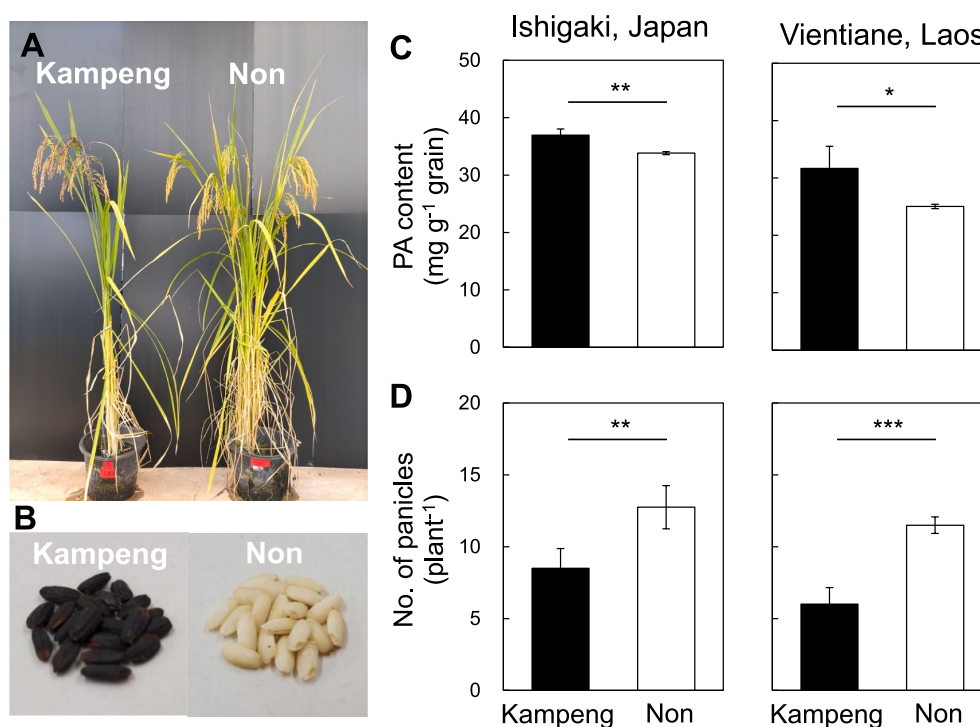 A
Kampeng Non
B
Kampeng Non
C
Ishigaki, Japan
Vientiane, Laos
50
40
30
20
10
0
PA content
(mg g⁻¹ grain)
**
*
D
20
15
10
5
0
No. of panicles
(plant⁻¹)
**
***
Kampeng Non
Kampeng Non